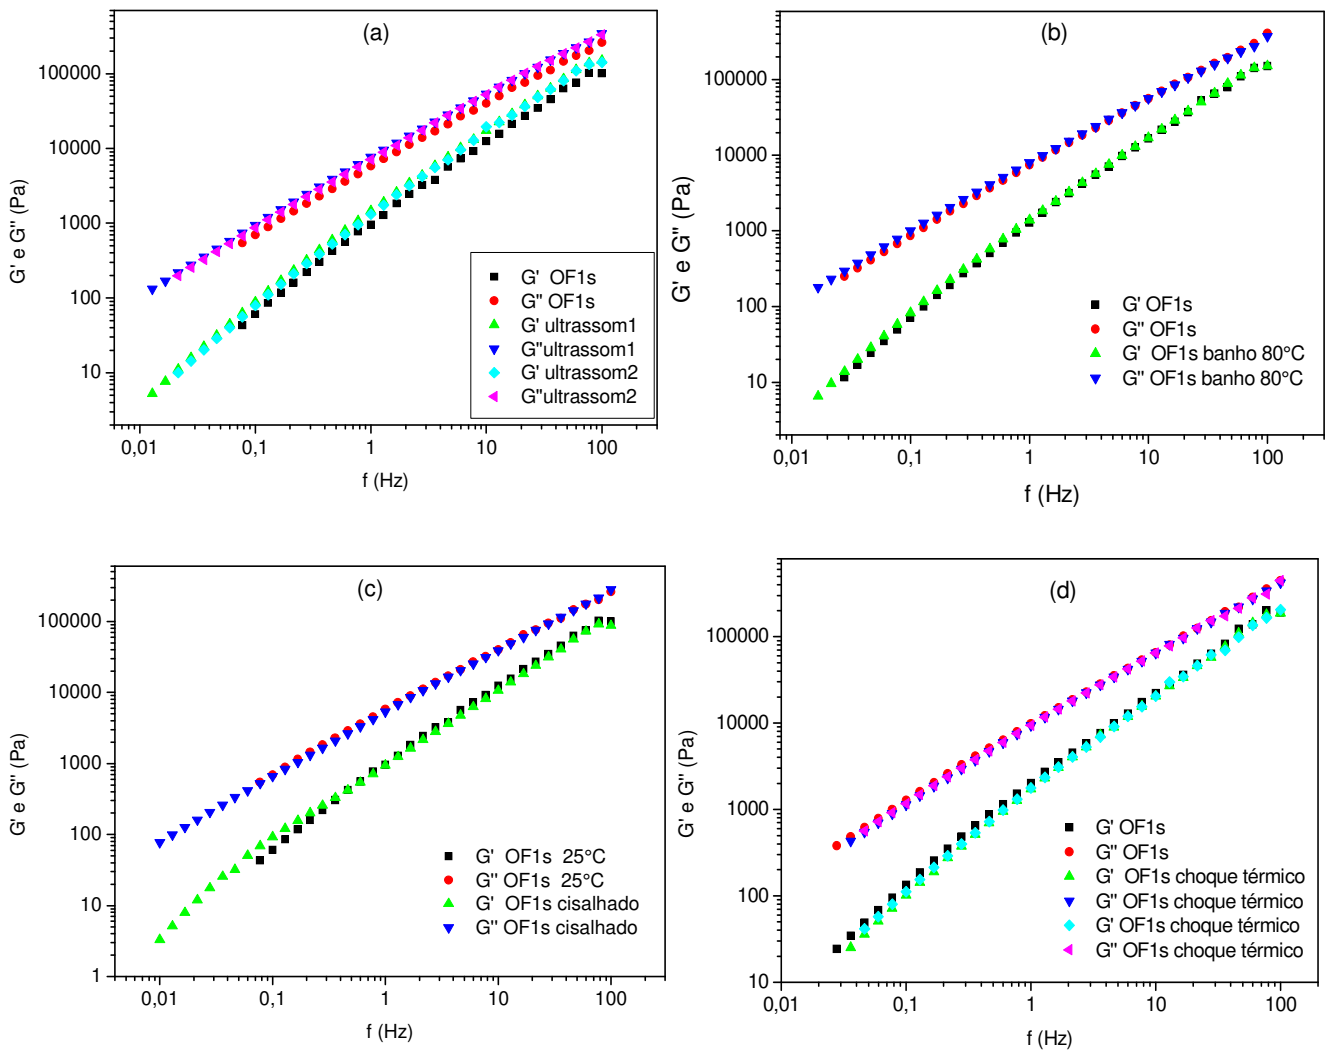 (a)
100000
10000
1000
100
10
G' e G'' (Pa)
G' OF1s
G'' OF1s
G' ultrassom1
G''ultrassom1
G' ultrassom2
G''ultrassom2
0,01 0,1 1 10 100
f (Hz)
(b)
100000
10000
1000
100
10
G' e G'' (Pa)
G' OF1s
G'' OF1s
G' OF1s banho 80°C
G'' OF1s banho 80°C
0,01 0,1 1 10 100
f (Hz)
(c)
100000
10000
1000
100
10
1
G' e G'' (Pa)
G' OF1s 25°C
G'' OF1s 25°C
G' OF1s cisalhado
G'' OF1s cisalhado
0,01 0,1 1 10 100
f (Hz)
(d)
100000
10000
1000
100
10
G' e G'' (Pa)
G' OF1s
G'' OF1s
G' OF1s choque térmico
G'' OF1s choque térmico
G' OF1s choque térmico
G'' OF1s choque térmico
0,01 0,1 1 10 100
f (Hz)